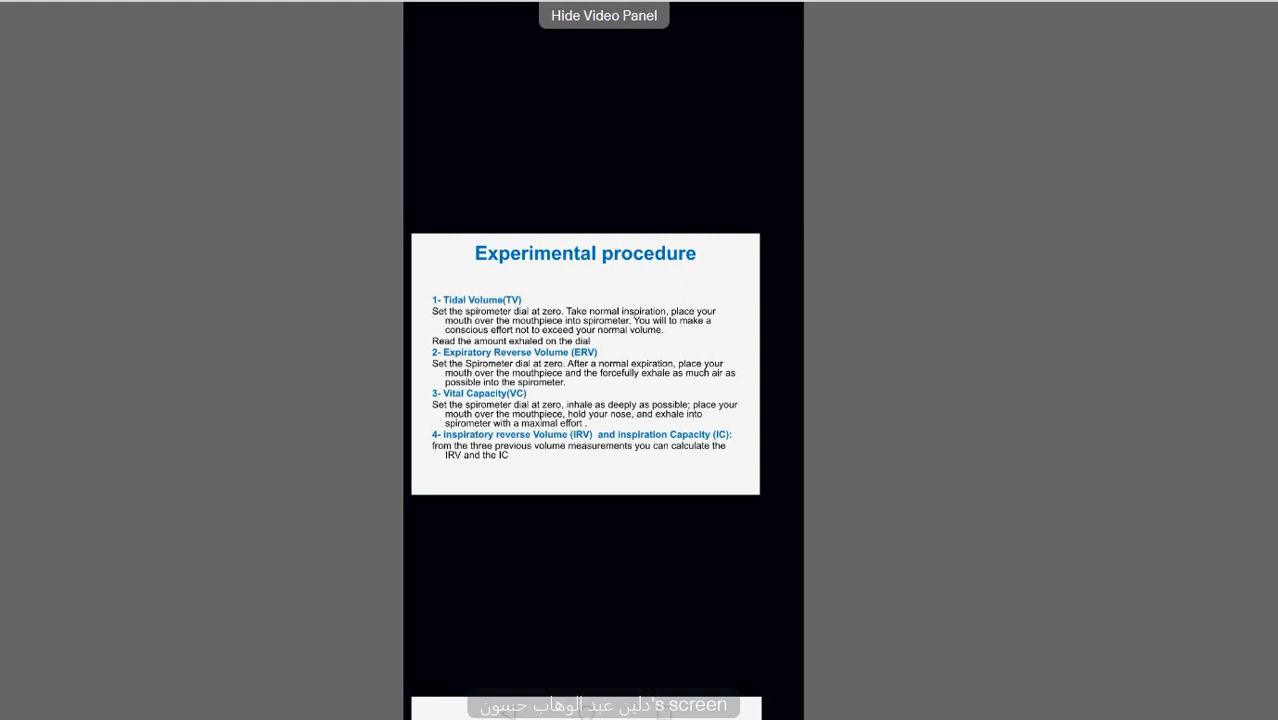 Hide Video Panel
Experimental procedure
1- Tidal Volume(TV)
Set the spirometer dial at zero. Take normal inspiration, place your
mouth over the mouthpiece into spirometer. You will to make a
conscious effort not to exceed your normal volume.
Read the amount exhaled on the dial
2- Expiratory Reverse Volume (ERV)
Set the Spirometer dial at zero. After a normal expiration, place your
mouth over the mouthpiece and the forcefully exhale as much air as
possible into the spirometer.
3- Vital Capacity(VC)
Set the spirometer dial at zero, inhale as deeply as possible; place your
mouth over the mouthpiece, hold your nose, and exhale into
spirometer with a maximal effort .
4- Inspiratory reverse Volume (IRV)  and inspiration Capacity (IC):
from the three previous volume measurements you can calculate the
IRV and the IC
دلين عبد الوهاب حسون's screen